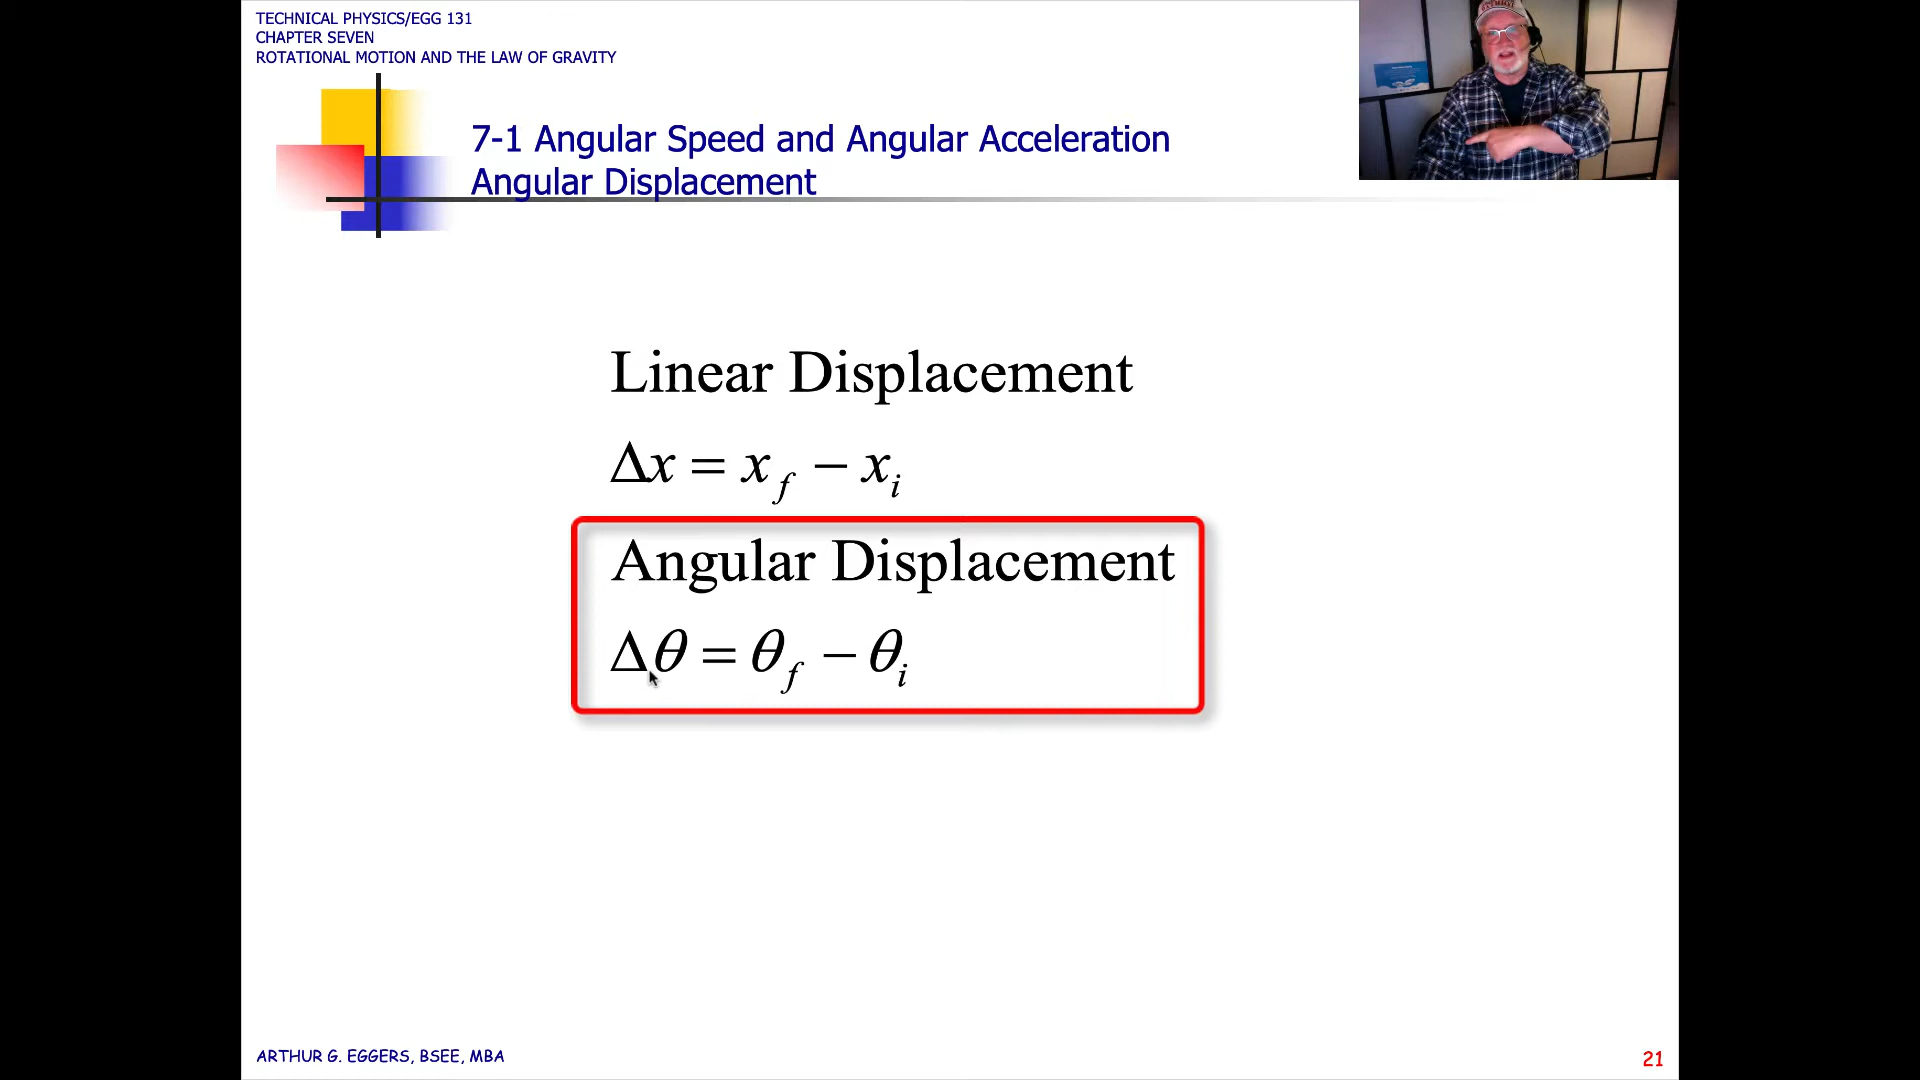 TECHNICAL PHYSICS/EGG 131
CHAPTER SEVEN
ROTATIONAL MOTION AND THE LAW OF GRAVITY
7-1 Angular Speed and Angular Acceleration
Angular Displacement
Linear Displacement
Δx = x_f − x_i
Angular Displacement
Δθ = θ_f − θ_i
ARTHUR G. EGGERS, BSEE, MBA
21